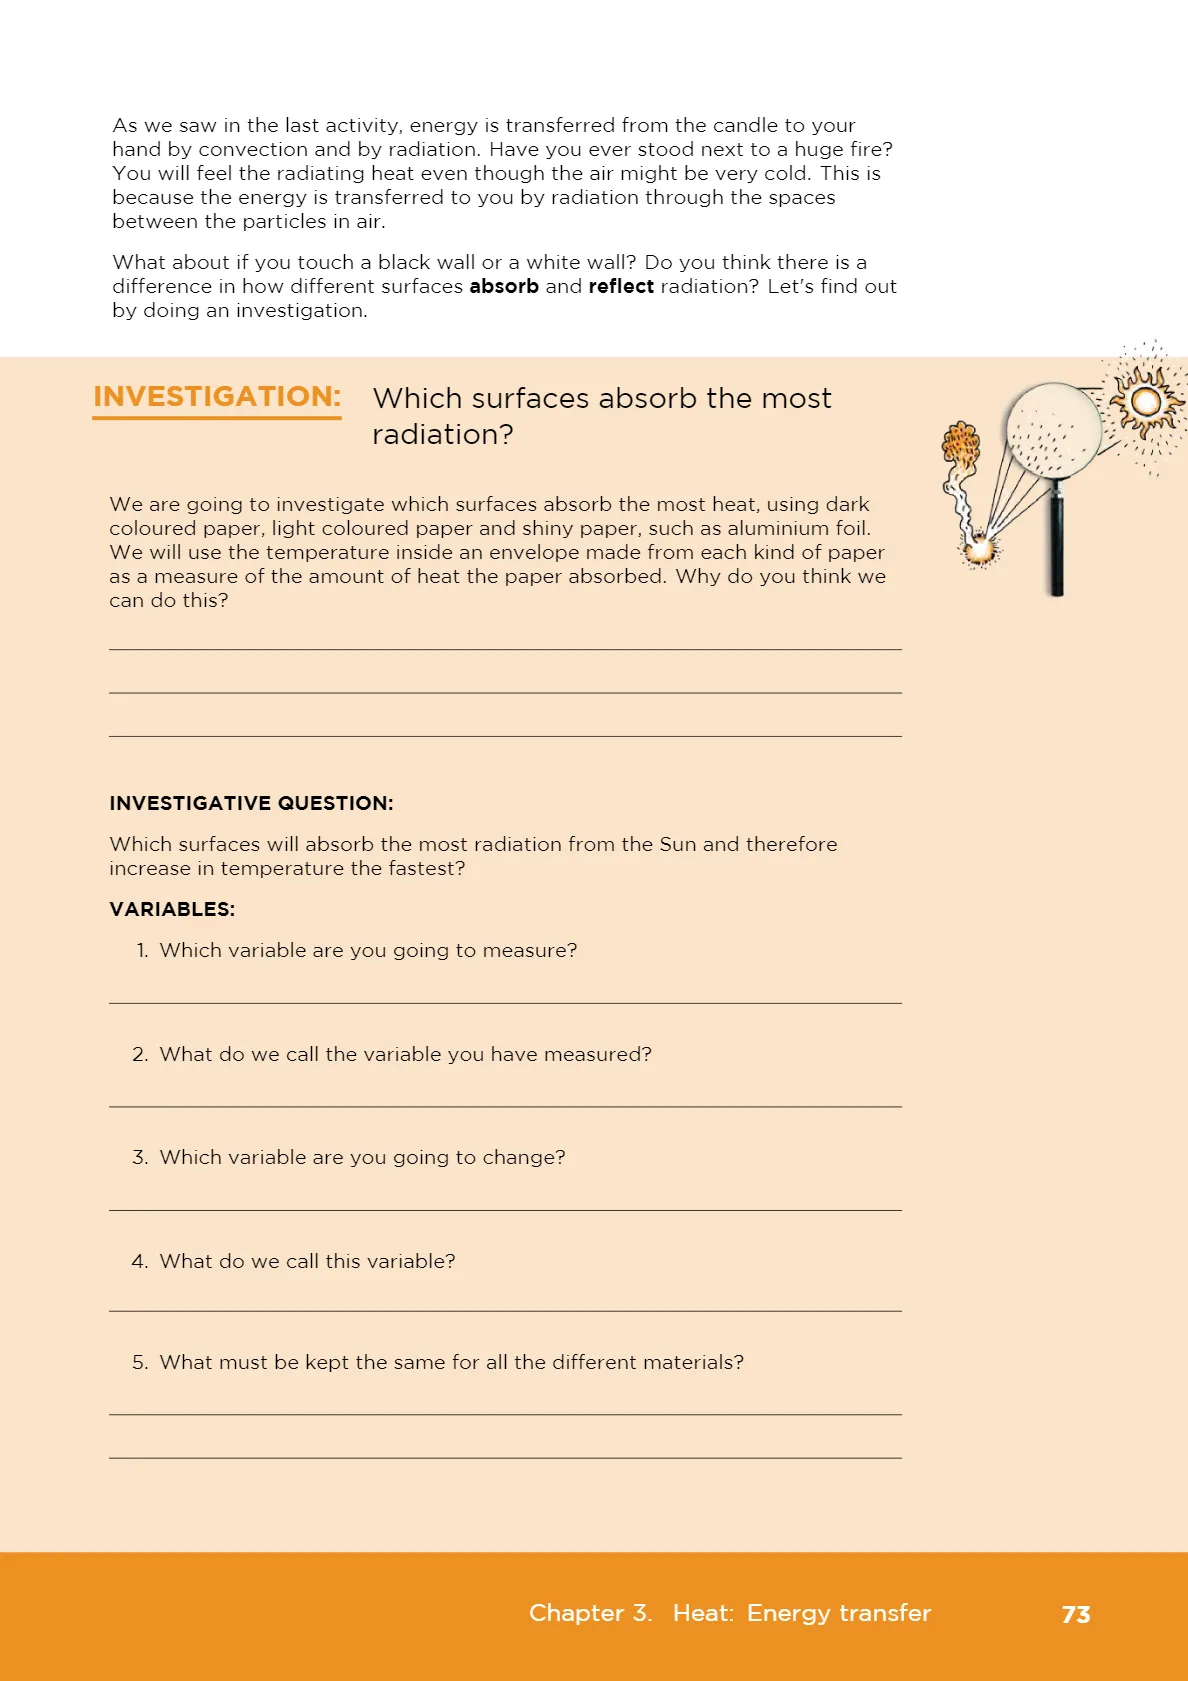 As we saw in the last activity, energy is transferred from the candle to your
hand by convection and by radiation. Have you ever stood next to a huge fire?
You will feel the radiating heat even though the air might be very cold. This is
because the energy is transferred to you by radiation through the spaces
between the particles in air.
What about if you touch a black wall or a white wall? Do you think there is a
difference in how different surfaces absorb and reflect radiation? Let's find out
by doing an investigation.
INVESTIGATION: Which surfaces absorb the most
radiation?
We are going to investigate which surfaces absorb the most heat, using dark
coloured paper, light coloured paper and shiny paper, such as aluminium foil.
We will use the temperature inside an envelope made from each kind of paper
as a measure of the amount of heat the paper absorbed. Why do you think we
can do this?
INVESTIGATIVE QUESTION:
Which surfaces will absorb the most radiation from the Sun and therefore
increase in temperature the fastest?
VARIABLES:
1. Which variable are you going to measure?
2. What do we call the variable you have measured?
3. Which variable are you going to change?
4. What do we call this variable?
5. What must be kept the same for all the different materials?
Chapter 3. Heat: Energy transfer 73